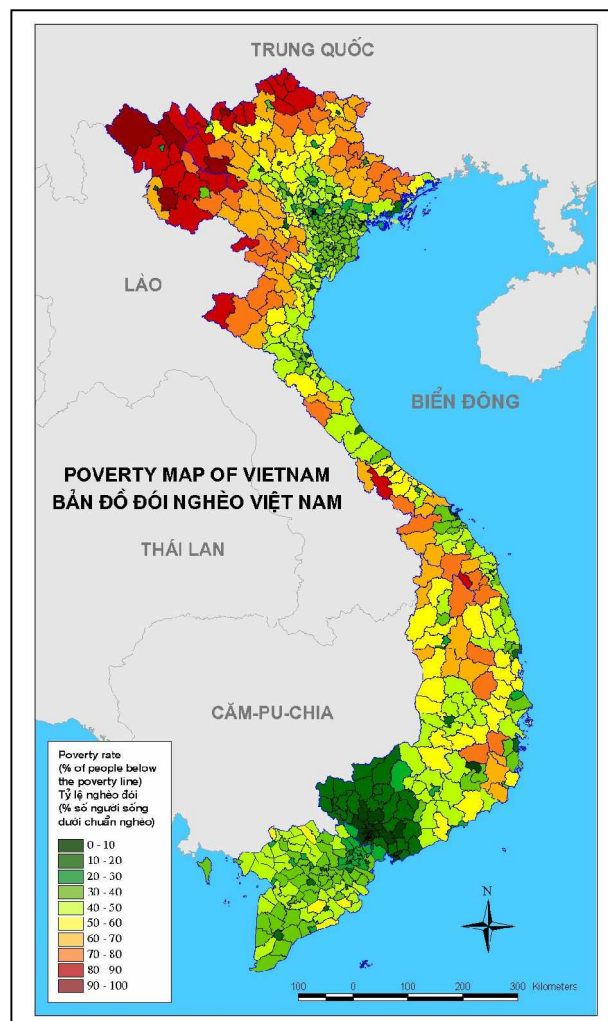 TRUNG QUỐC
LÀO
BIỂN ĐÔNG
POVERTY MAP OF VIETNAM
BẢN ĐỒ ĐÓI NGHÈO VIỆT NAM
THÁI LAN
CĂM-PU-CHIA
Poverty rate
(% of people below
the poverty line)
Tỷ lệ nghèo đói
(% số người sống
dưới chuẩn nghèo)
0 - 10
10 - 20
20 - 30
30 - 40
40 - 50
50 - 60
60 - 70
70 - 80
80 90
90 - 100
N
100 0 100 200 300 Kilometers